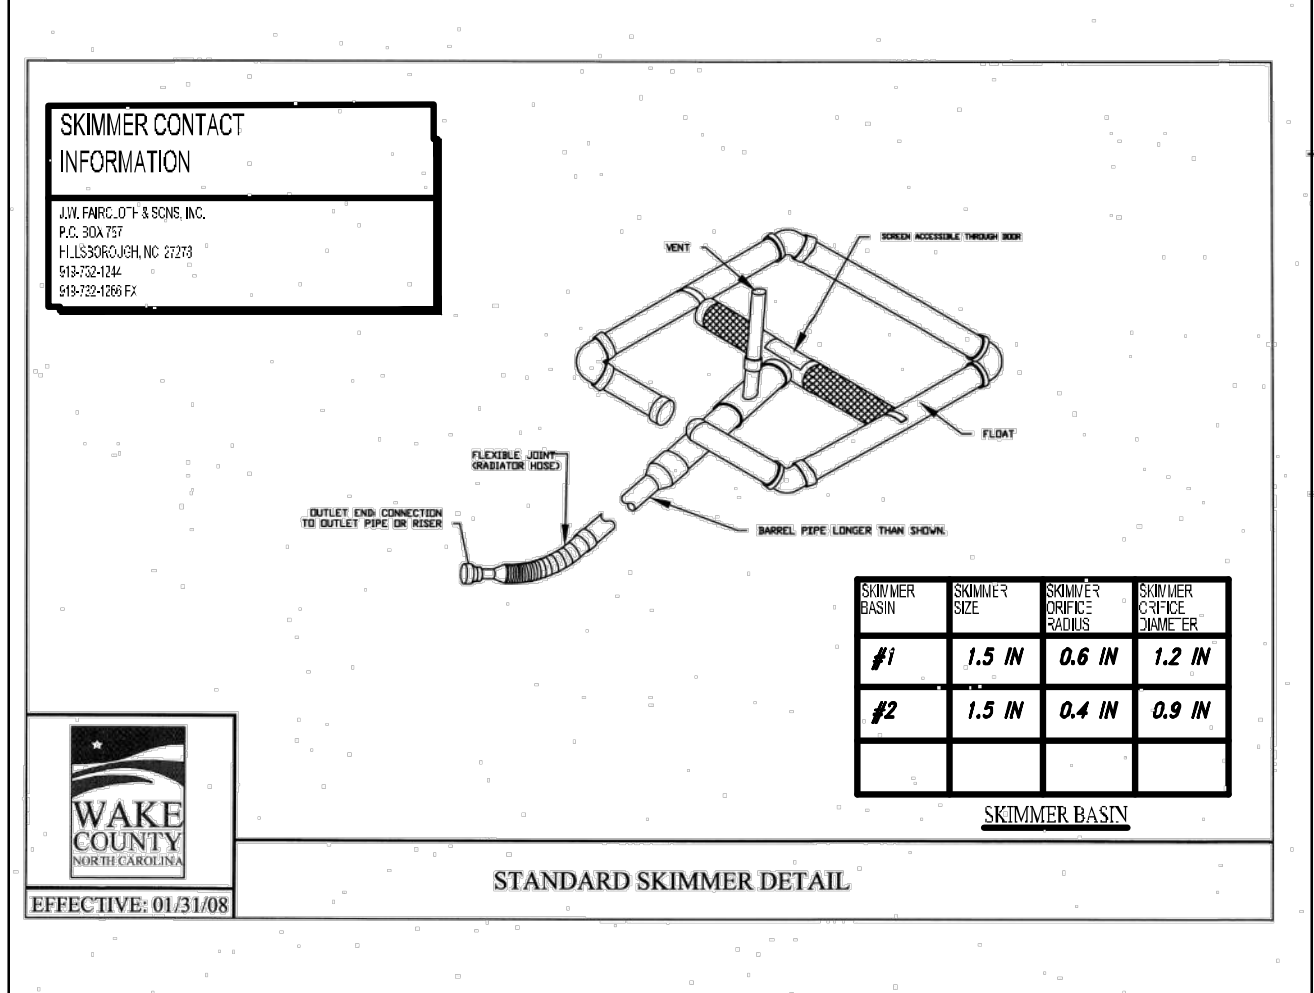 SKIMMER CONTACT
INFORMATION
J.W. FAIRCLOTH & SONS, INC.
P.O. BOX 757
HILLSBOROUGH, NC 27278
919-732-1244
919-732-1266 FX
VENT
SCREEN ACCESSIBLE THROUGH DOOR
FLOAT
FLEXIBLE JOINT
(RADIATOR HOSE)
OUTLET END: CONNECTION
TO OUTLET PIPE OR RISER
BARREL PIPE LONGER THAN SHOWN.
SKIMMER BASIN
SKIMMER SIZE
SKIMMER ORIFICE RADIUS
SKIMMER ORIFICE DIAMETER
#1 1.5 IN 0.6 IN 1.2 IN
#2 1.5 IN 0.4 IN 0.9 IN
SKIMMER BASIN
WAKE
COUNTY
NORTH CAROLINA
EFFECTIVE: 01/31/08
STANDARD SKIMMER DETAIL